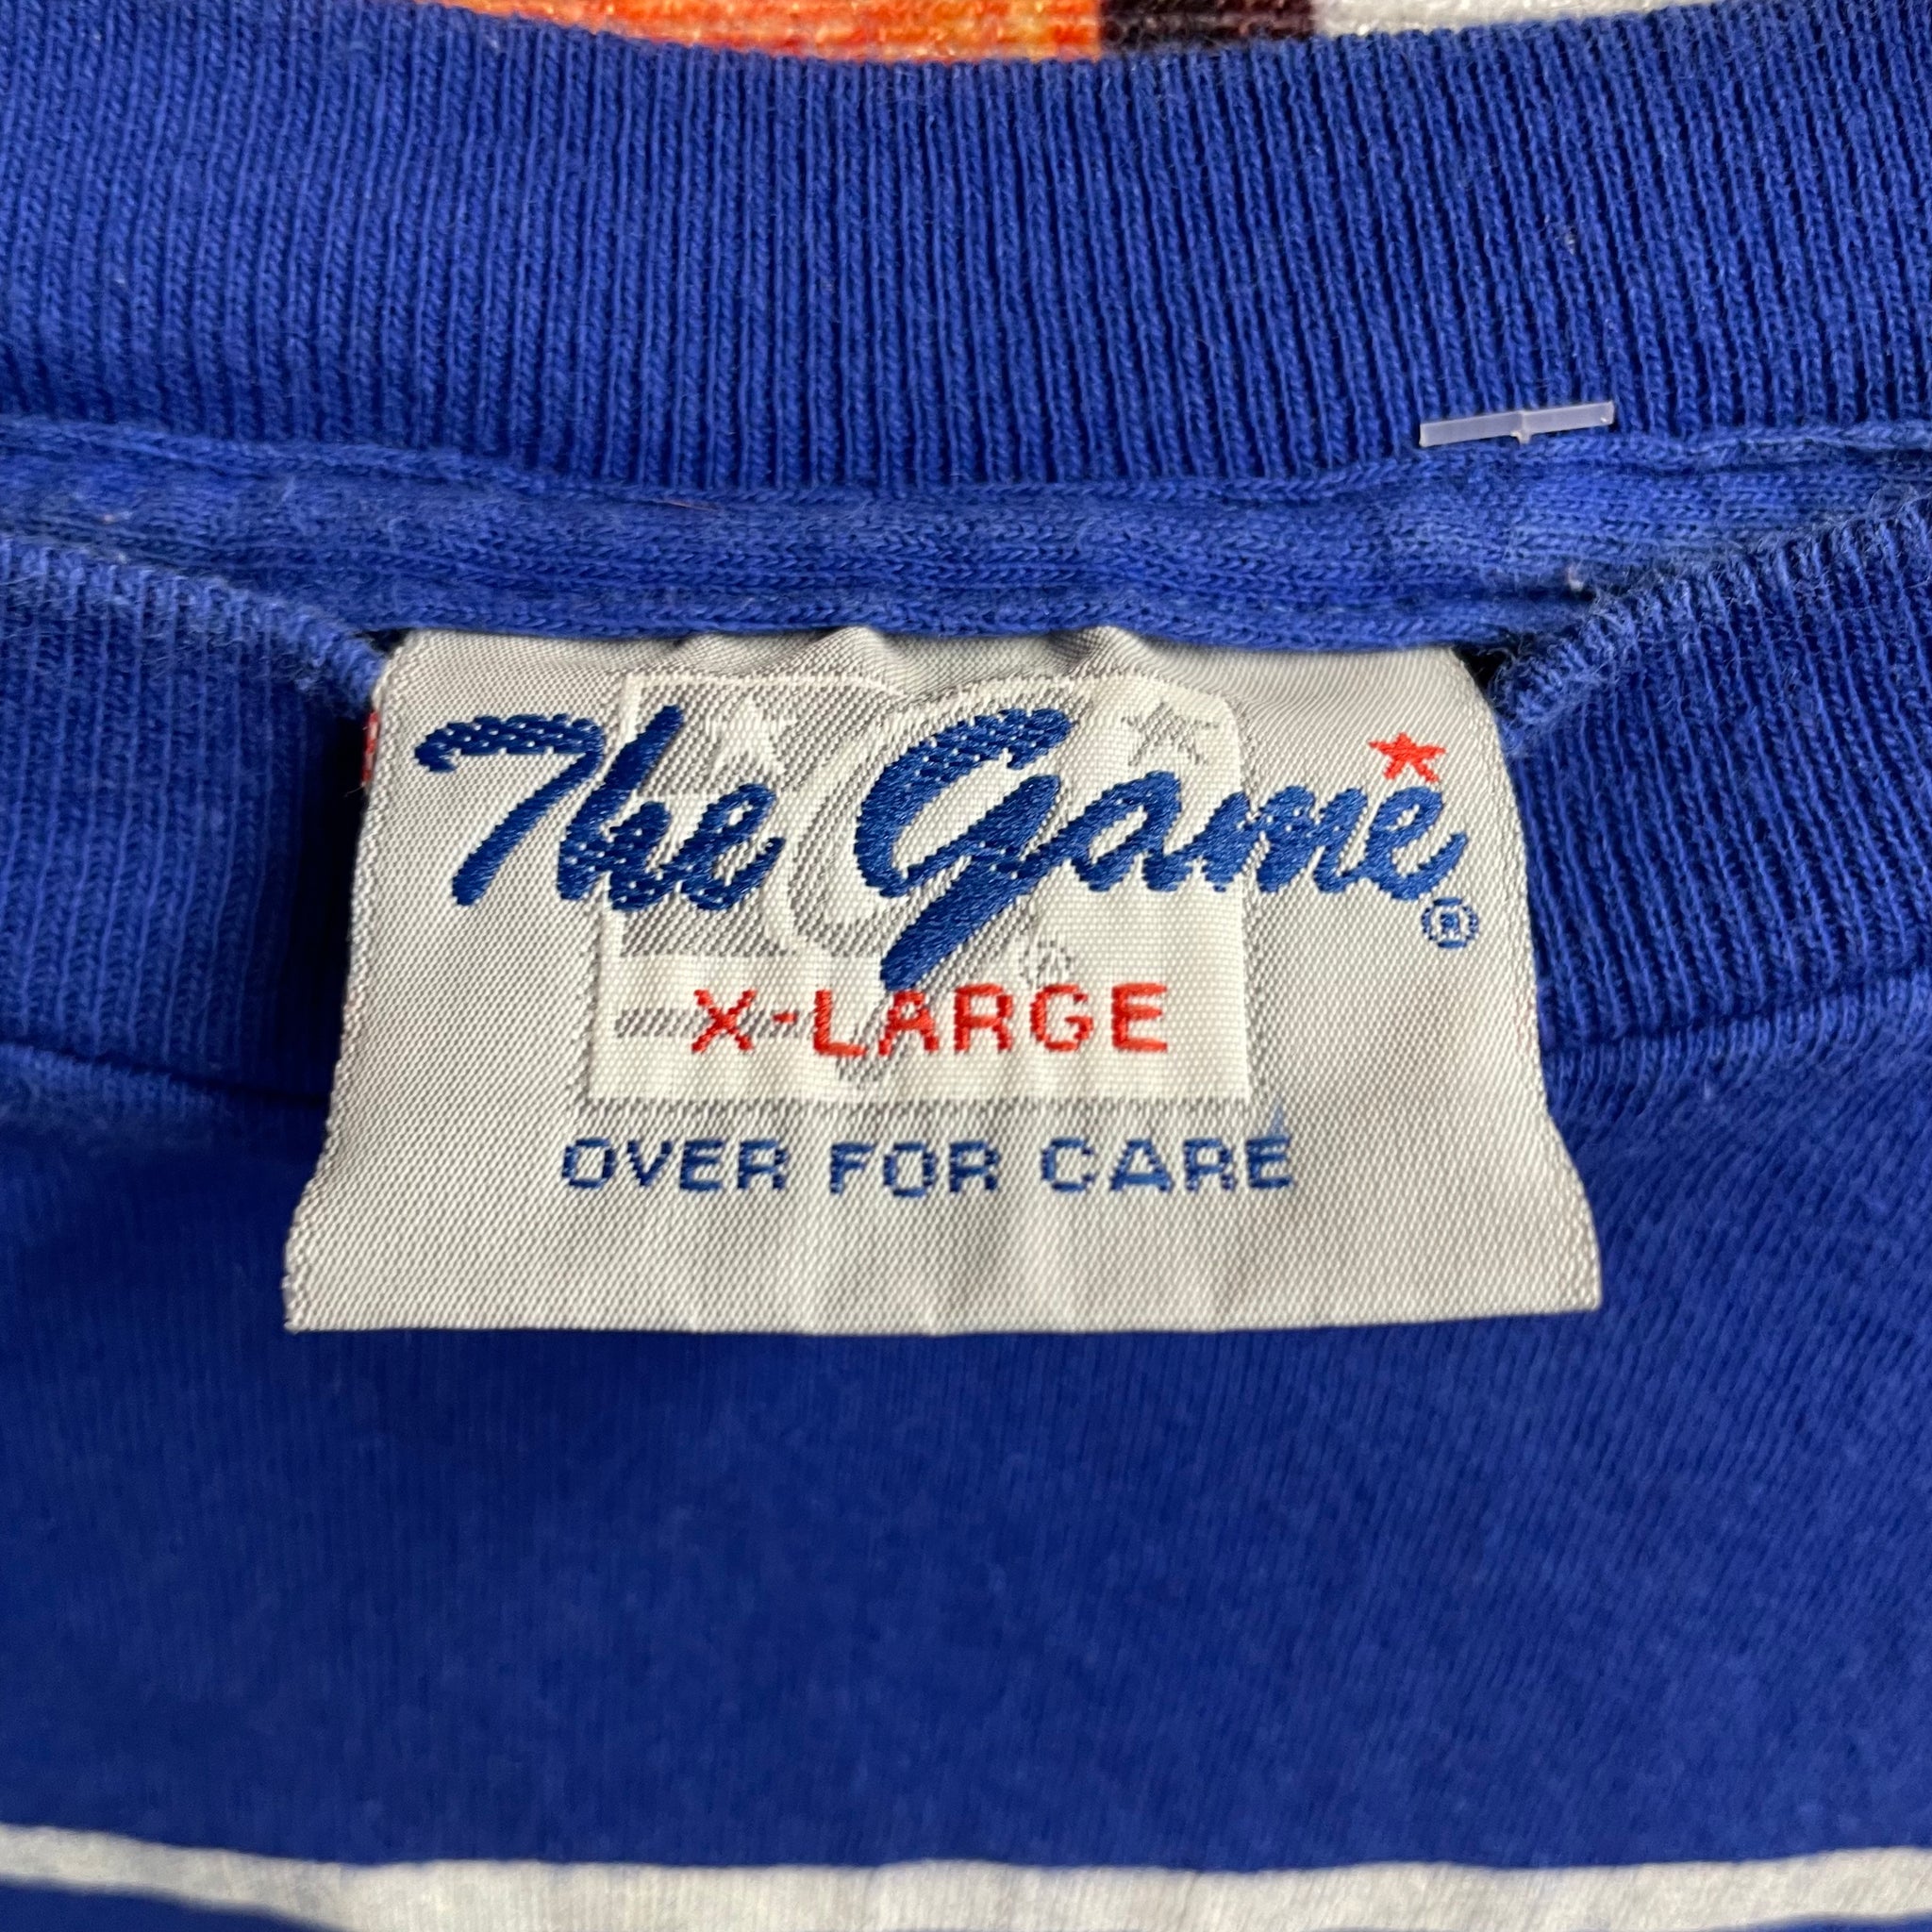 The Game®
X-LARGE
OVER FOR CARE